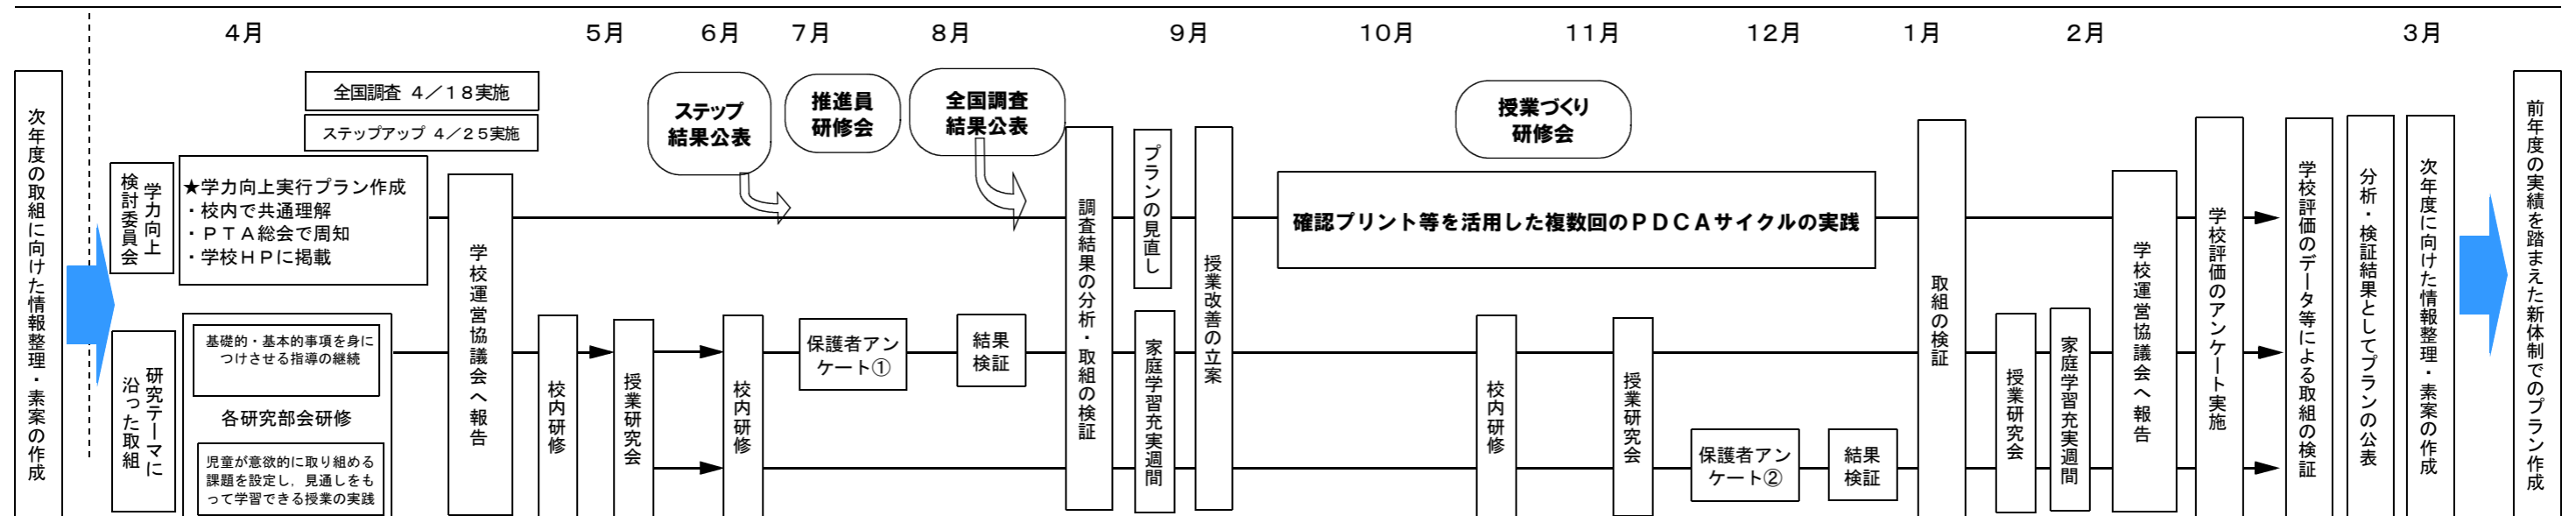 4月
5月
6月
7月
8月
9月
10月
11月
12月
1月
2月
3月
次年度の取組に向けた情報整理・素案の作成
全国調査 4／18実施
ステップアップ 4／25実施
学力向上
検討委員会
★学力向上実行プラン作成
・校内で共通理解
・ＰＴＡ総会で周知
・学校ＨＰに掲載
研究テーマに
沿った取組
基礎的・基本的事項を身に
つけさせる指導の継続
各研究部会研修
児童が意欲的に取り組める
課題を設定し，見通しをも
って学習できる授業の実践
学校運営協議会へ報告
校内研修
授業研究会
ステップ
結果公表
校内研修
推進員
研修会
保護者アン
ケート①
全国調査
結果公表
結果
検証
調査結果の分析・取組の検証
プランの見直し
家庭学習充実週間
授業改善の立案
授業づくり
研修会
確認プリント等を活用した複数回のＰＤＣＡサイクルの実践
校内研修
授業研究会
保護者アン
ケート②
結果
検証
取組の検証
授業研究会
家庭学習充実週間
学校運営協議会へ報告
学校評価のアンケート実施
学校評価のデータ等による取組の検証
分析・検証結果としてプランの公表
次年度に向けた情報整理・素案の作成
前年度の実績を踏まえた新体制でのプラン作成